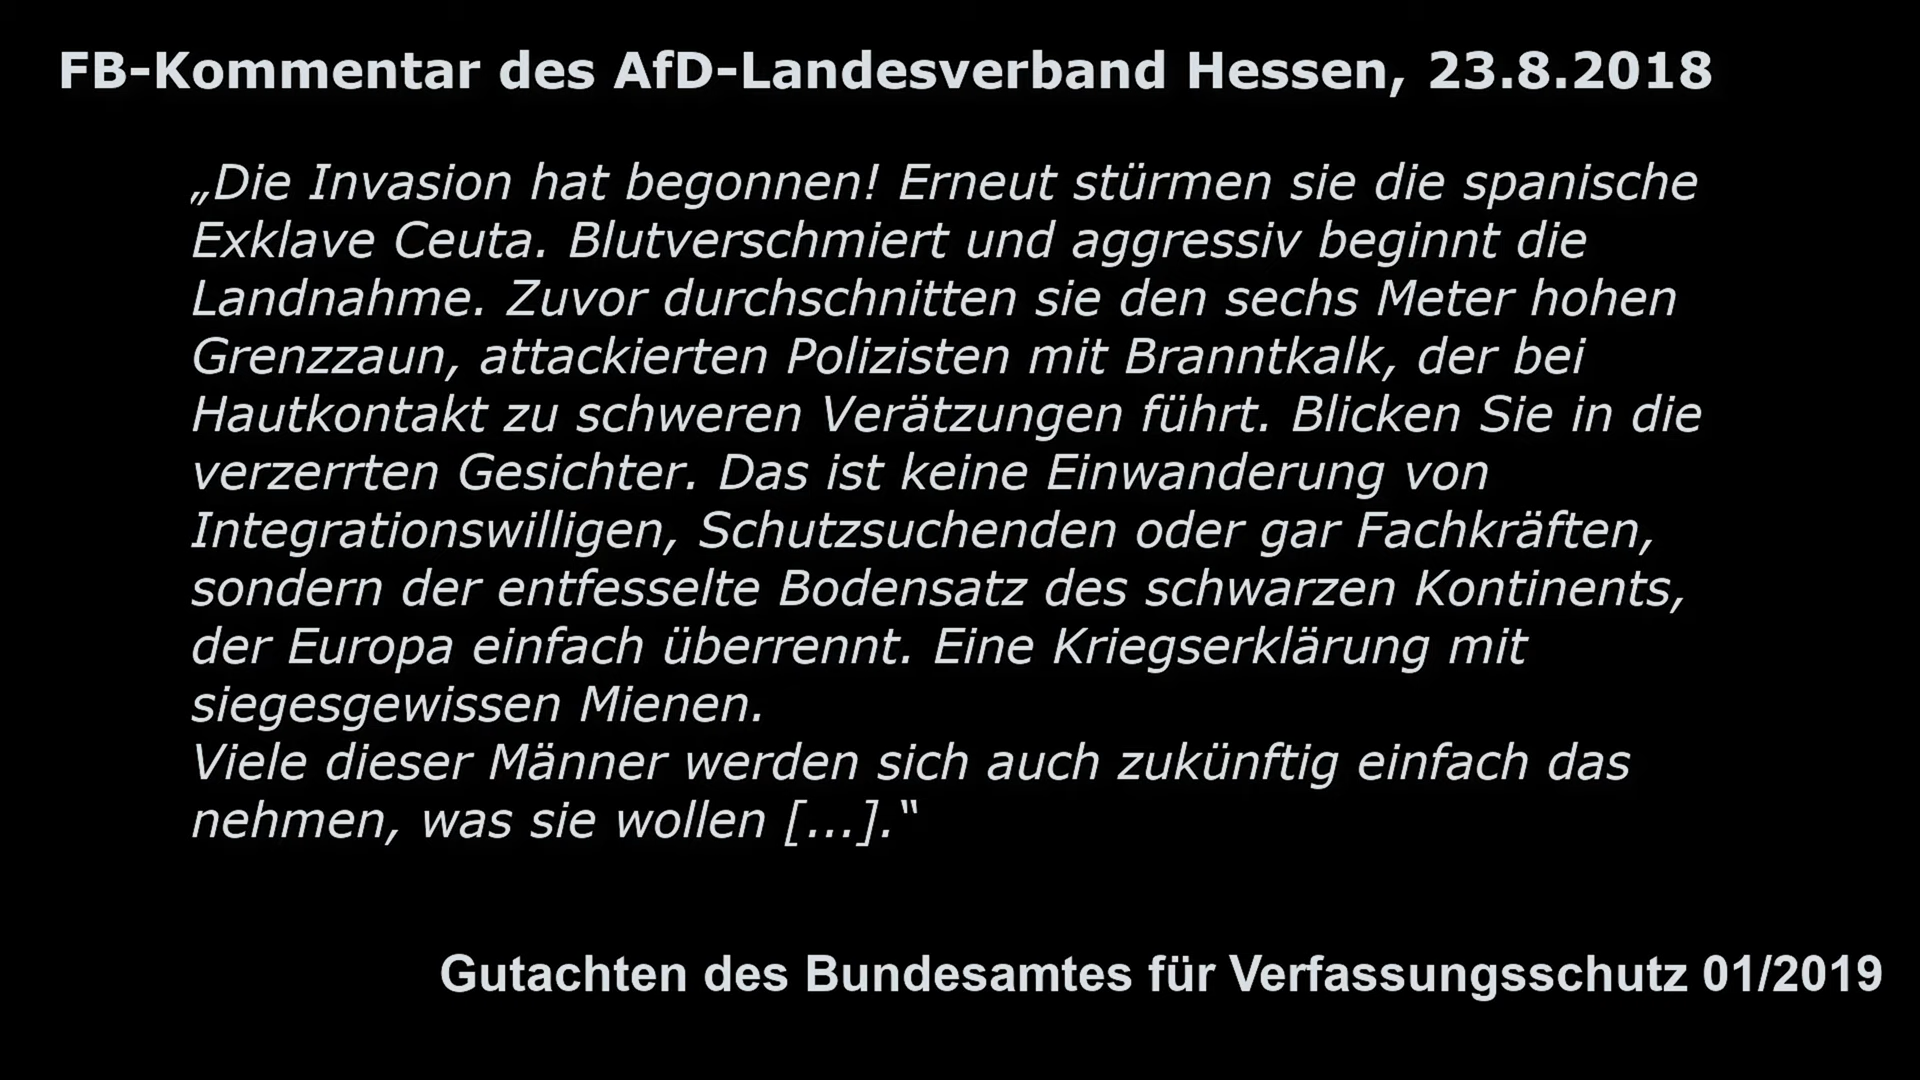 FB-Kommentar des AfD-Landesverband Hessen, 23.8.2018
„Die Invasion hat begonnen! Erneut stürmen sie die spanische
Exklave Ceuta. Blutverschmiert und aggressiv beginnt die
Landnahme. Zuvor durchschnitten sie den sechs Meter hohen
Grenzzaun, attackierten Polizisten mit Branntkalk, der bei
Hautkontakt zu schweren Verätzungen führt. Blicken Sie in die
verzerrten Gesichter. Das ist keine Einwanderung von
Integrationswilligen, Schutzsuchenden oder gar Fachkräften,
sondern der entfesselte Bodensatz des schwarzen Kontinents,
der Europa einfach überrennt. Eine Kriegserklärung mit
siegesgewissen Mienen.
Viele dieser Männer werden sich auch zukünftig einfach das
nehmen, was sie wollen [...].“
Gutachten des Bundesamtes für Verfassungsschutz 01/2019